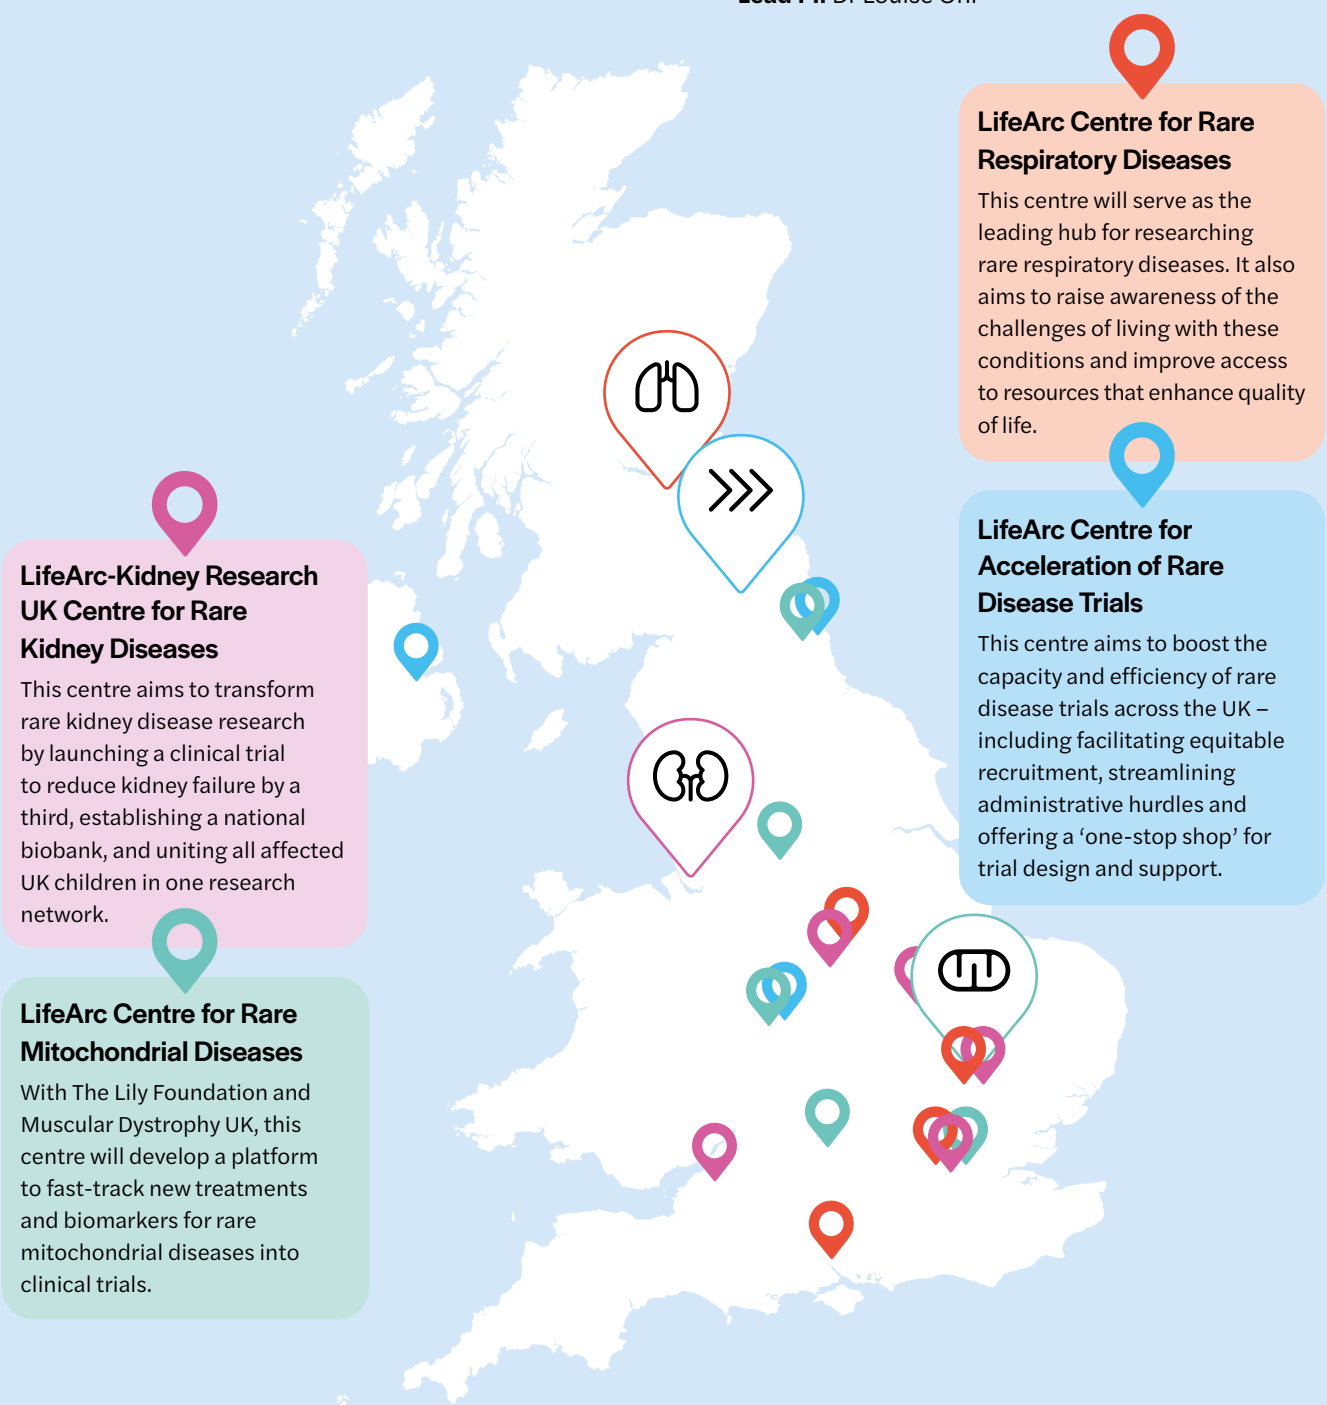 LifeArc Centre for Rare
Respiratory Diseases
This centre will serve as the
leading hub for researching
rare respiratory diseases. It also
aims to raise awareness of the
challenges of living with these
conditions and improve access
to resources that enhance quality
of life.
LifeArc Centre for
Acceleration of Rare
Disease Trials
This centre aims to boost the
capacity and efficiency of rare
disease trials across the UK –
including facilitating equitable
recruitment, streamlining
administrative hurdles and
offering a ‘one-stop shop’ for
trial design and support.
LifeArc-Kidney Research
UK Centre for Rare
Kidney Diseases
This centre aims to transform
rare kidney disease research
by launching a clinical trial
to reduce kidney failure by a
third, establishing a national
biobank, and uniting all affected
UK children in one research
network.
LifeArc Centre for Rare
Mitochondrial Diseases
With The Lily Foundation and
Muscular Dystrophy UK, this
centre will develop a platform
to fast-track new treatments
and biomarkers for rare
mitochondrial diseases into
clinical trials.